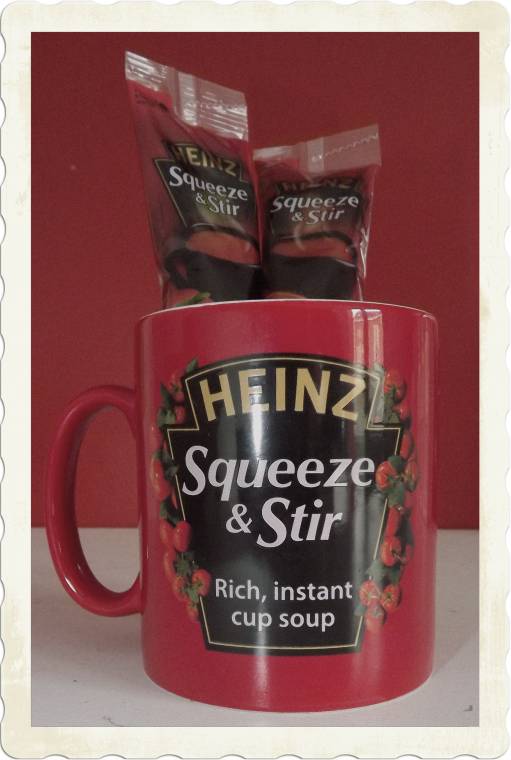 HEINZ
Squeeze
& Stir
HEINZ
Squeeze
& Stir
HEINZ
Squeeze
& Stir
Rich, instant
cup soup